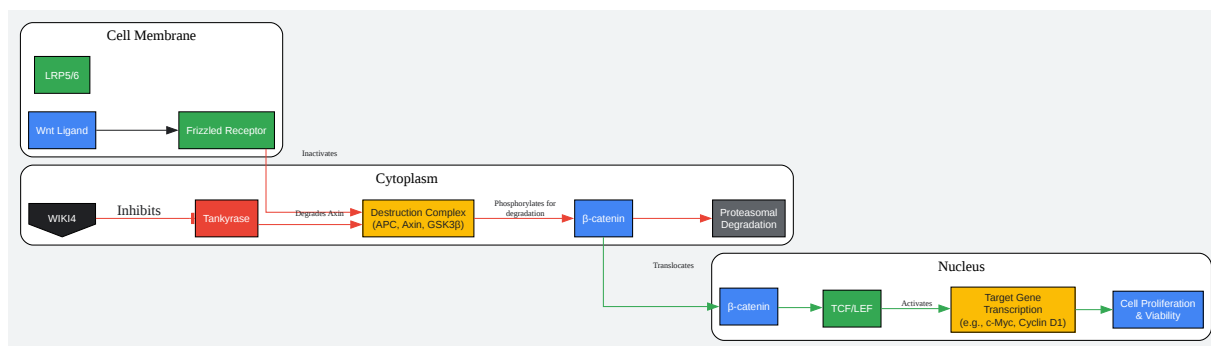 Cell Membrane
LRP5/6
Wnt Ligand
Frizzled Receptor
Inactivates
Cytoplasm
WIKI4
Inhibits
Tankyrase
Degrades Axin
Destruction Complex
(APC, Axin, GSK3β)
Phosphorylates for
degradation
β-catenin
Proteasomal
Degradation
Translocates
Nucleus
β-catenin
TCF/LEF
Activates
Target Gene
Transcription
(e.g., c-Myc, Cyclin D1)
Cell Proliferation
& Viability